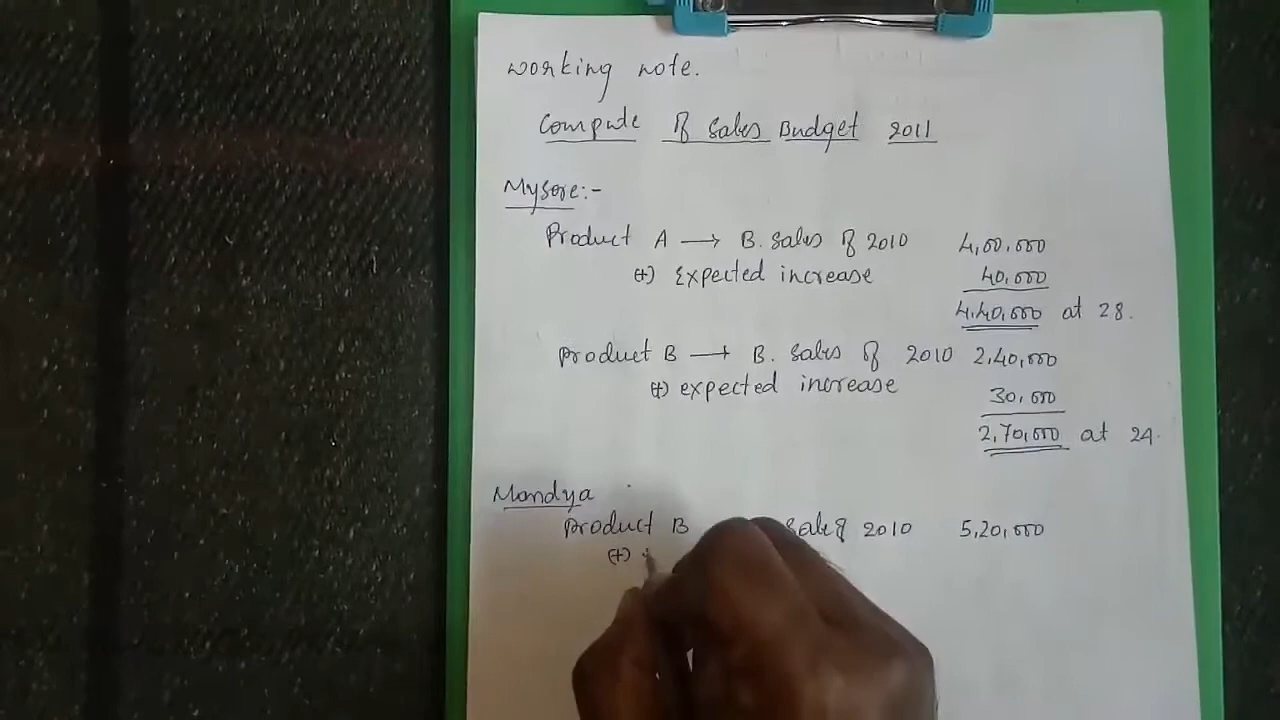 working note.
Compute of Sales Budget 2011
Mysore:-
Product A → B. Sales of 2010 4,00,000
(+) Expected increase 40,000
4,40,000 at 28.
Product B → B. Sales of 2010 2,40,000
(+) expected increase 30,000
2,70,000 at 24.
Mandya
Product B sale of 2010 5,20,000
(+)